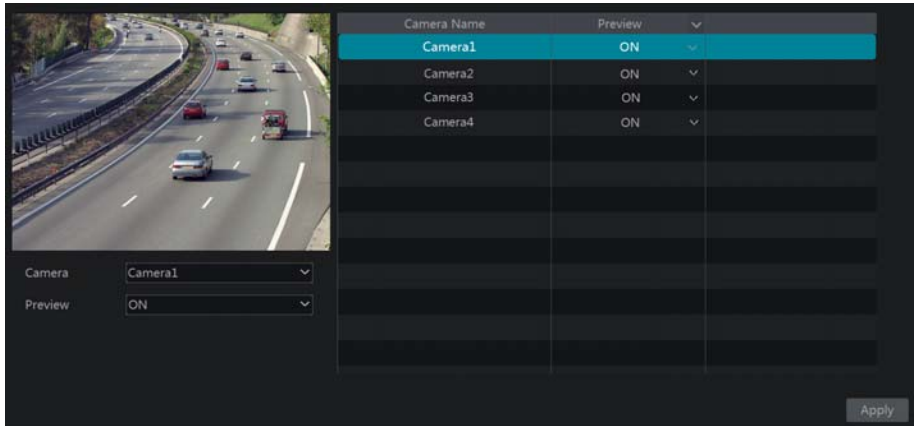 Camera Name Preview
Camera1 ON
Camera2 ON
Camera3 ON
Camera4 ON
Camera Camera1
Preview ON
Apply